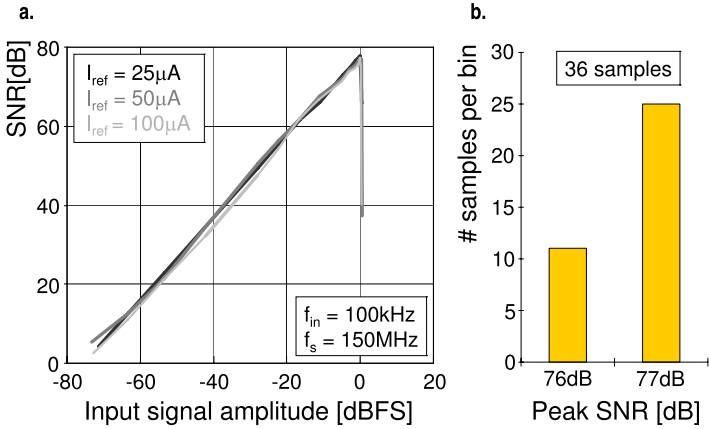 a.
SNR[dB]
80
60
40
20
0
I_ref = 25µA
I_ref = 50µA
I_ref = 100µA
f_in = 100kHz
f_s = 150MHz
-80 -60 -40 -20 0 20
Input signal amplitude [dBFS]
b.
# samples per bin
30
25
20
15
10
5
0
36 samples
76dB 77dB
Peak SNR [dB]